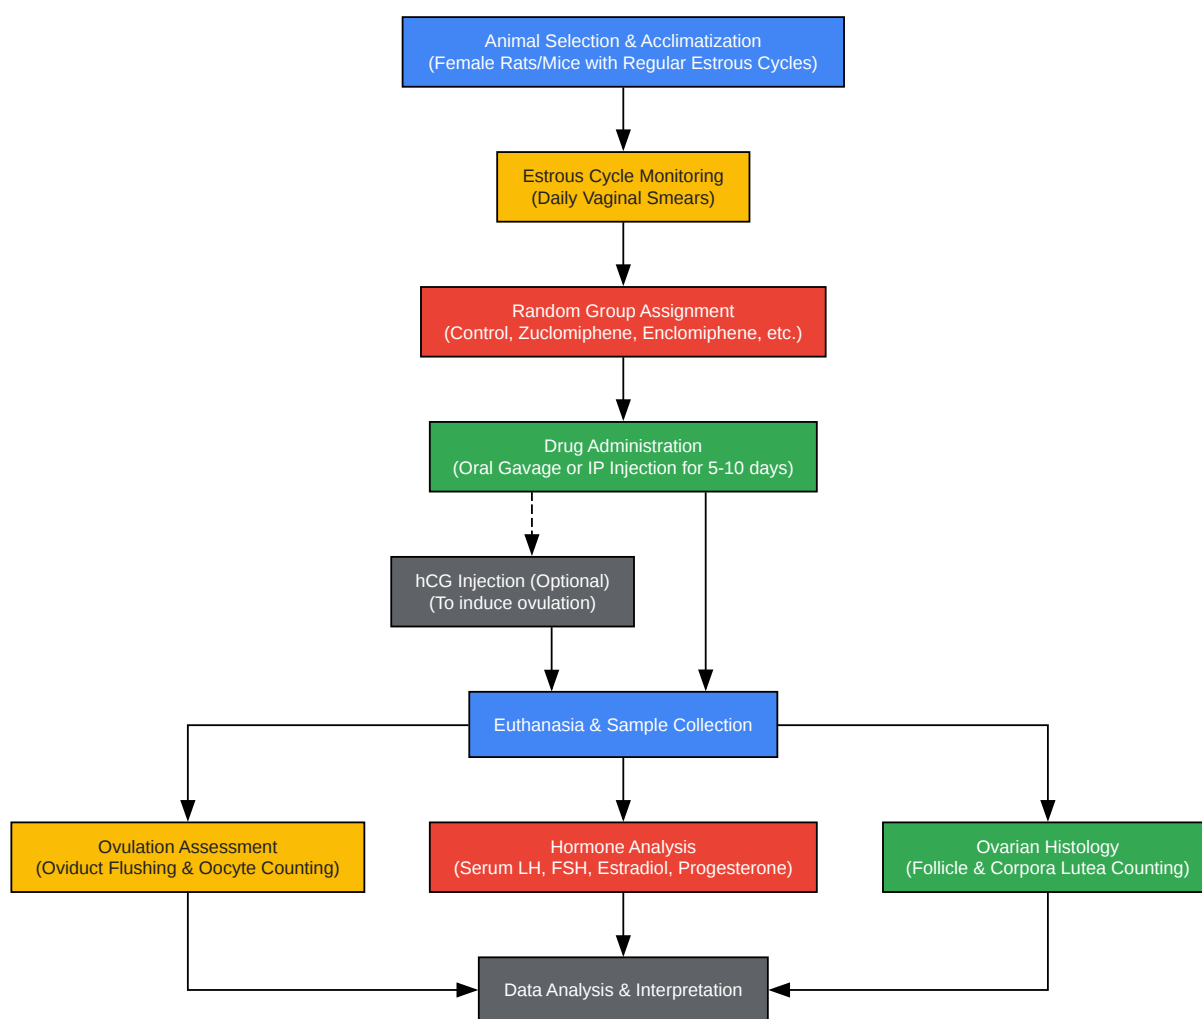 Animal Selection & Acclimatization
(Female Rats/Mice with Regular Estrous Cycles)
Estrous Cycle Monitoring
(Daily Vaginal Smears)
Random Group Assignment
(Control, Zuclomiphene, Enclomiphene, etc.)
Drug Administration
(Oral Gavage or IP Injection for 5-10 days)
hCG Injection (Optional)
(To induce ovulation)
Euthanasia & Sample Collection
Ovulation Assessment
(Oviduct Flushing & Oocyte Counting)
Hormone Analysis
(Serum LH, FSH, Estradiol, Progesterone)
Ovarian Histology
(Follicle & Corpora Lutea Counting)
Data Analysis & Interpretation